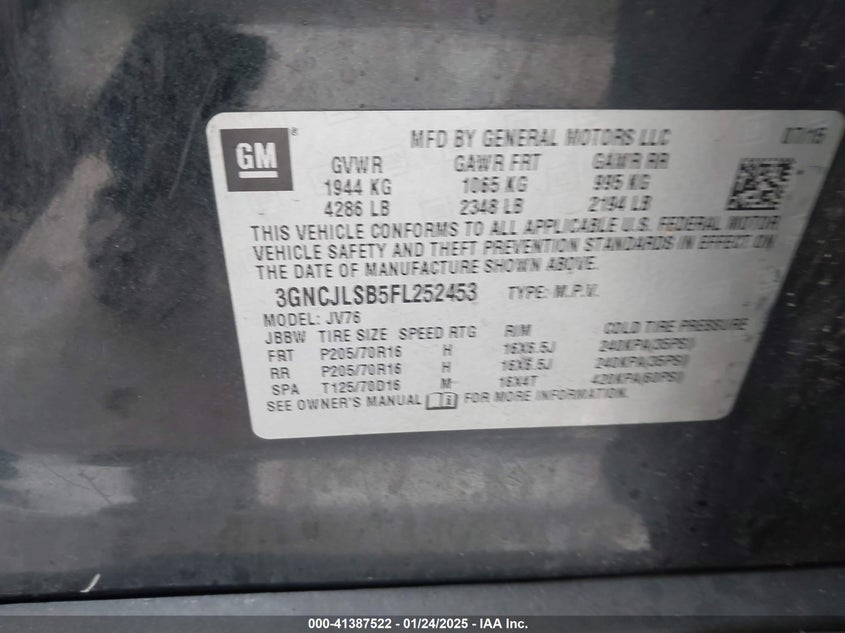 GM ® MFD BY GENERAL MOTORS LLC 07/15
GVWR GAWR FRT GAWR RR
1944 KG 1065 KG 995 KG
4286 LB 2348 LB 2194 LB
THIS VEHICLE CONFORMS TO ALL APPLICABLE U.S. FEDERAL MOTOR
VEHICLE SAFETY AND THEFT PREVENTION STANDARDS IN EFFECT ON
THE DATE OF MANUFACTURE SHOWN ABOVE.
3GNCJLSB5FL252453 TYPE: M.P.V.
MODEL: JV76
JBBW TIRE SIZE SPEED RTG RIM COLD TIRE PRESSURE
FRT P205/70R16 H 16X6.5J 240KPA(35PSI)
RR P205/70R16 H 16X6.5J 240KPA(35PSI)
SPA T125/70D16 M 16X4T 420KPA(60PSI)
SEE OWNER'S MANUAL FOR MORE INFORMATION.
000-41387522 - 01/24/2025 - IAA Inc.